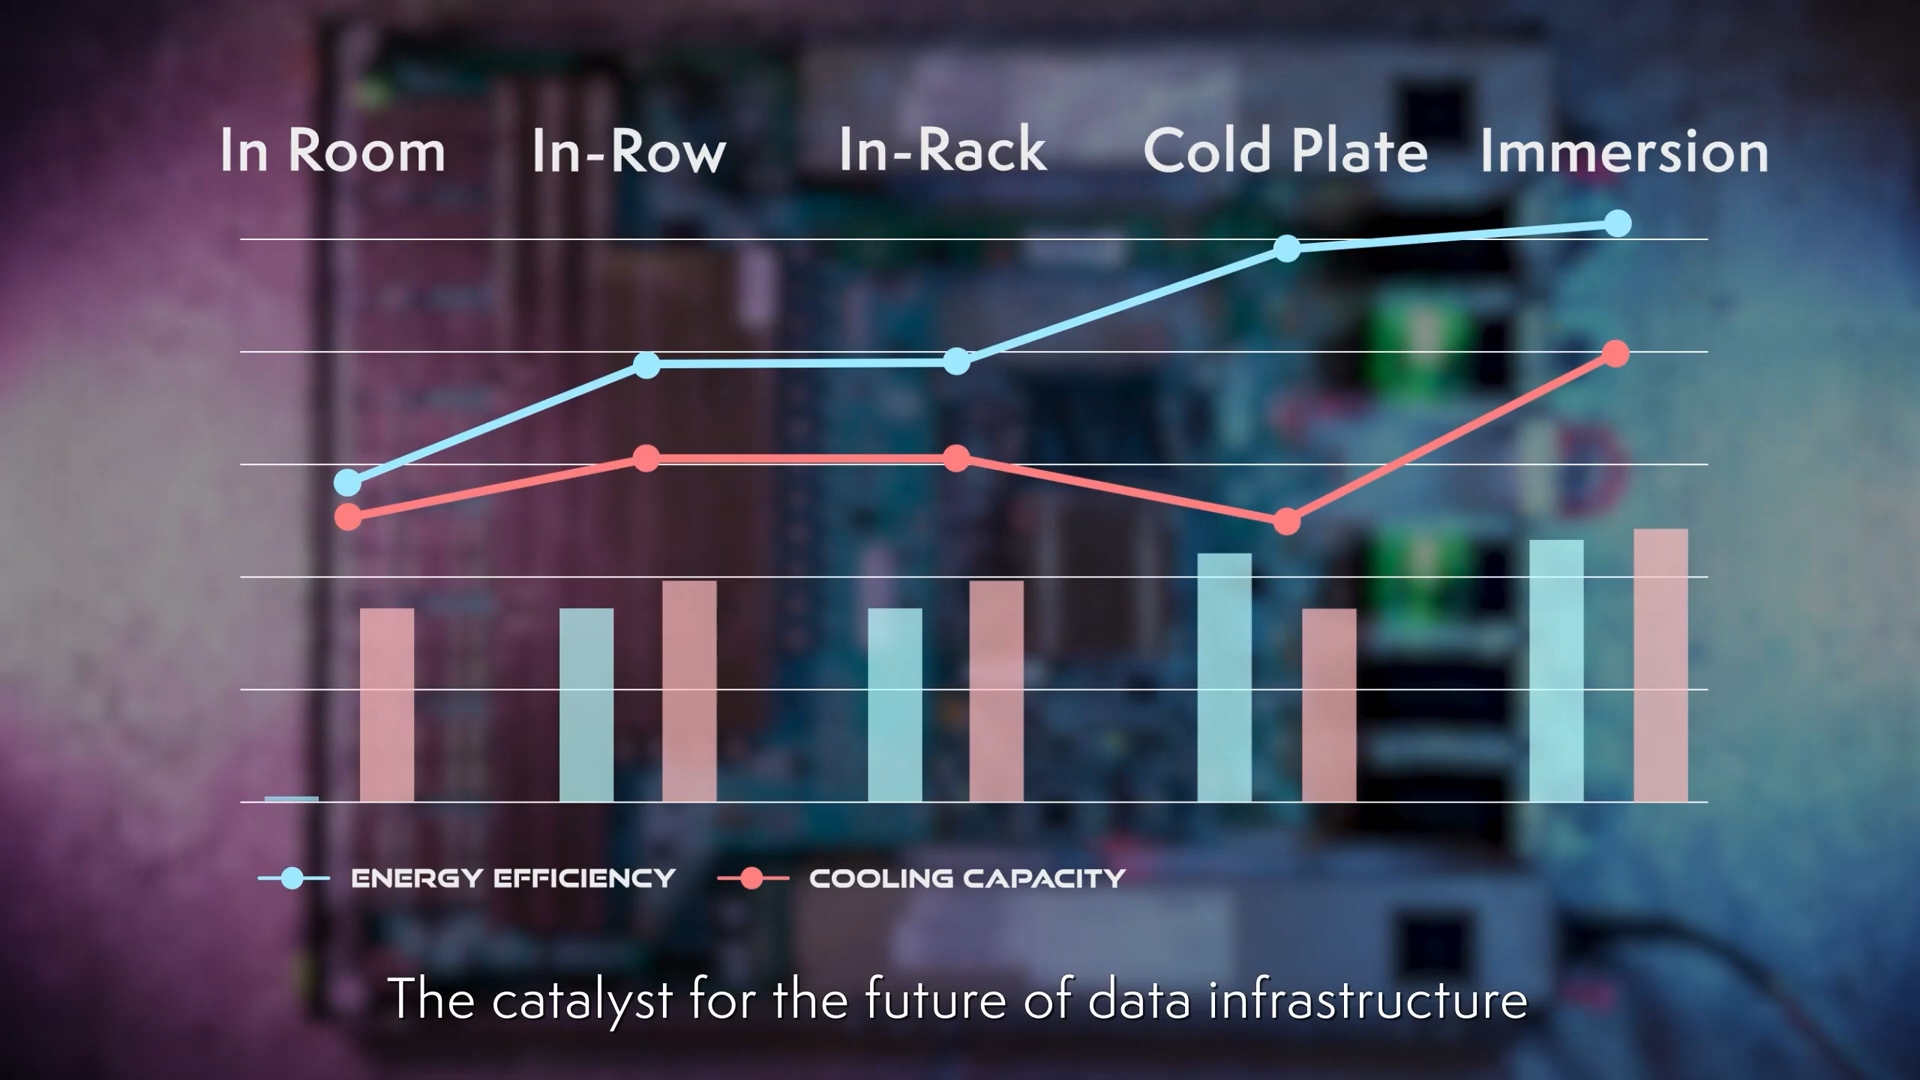 In Room In-Row In-Rack Cold Plate Immersion
ENERGY EFFICIENCY COOLING CAPACITY
The catalyst for the future of data infrastructure